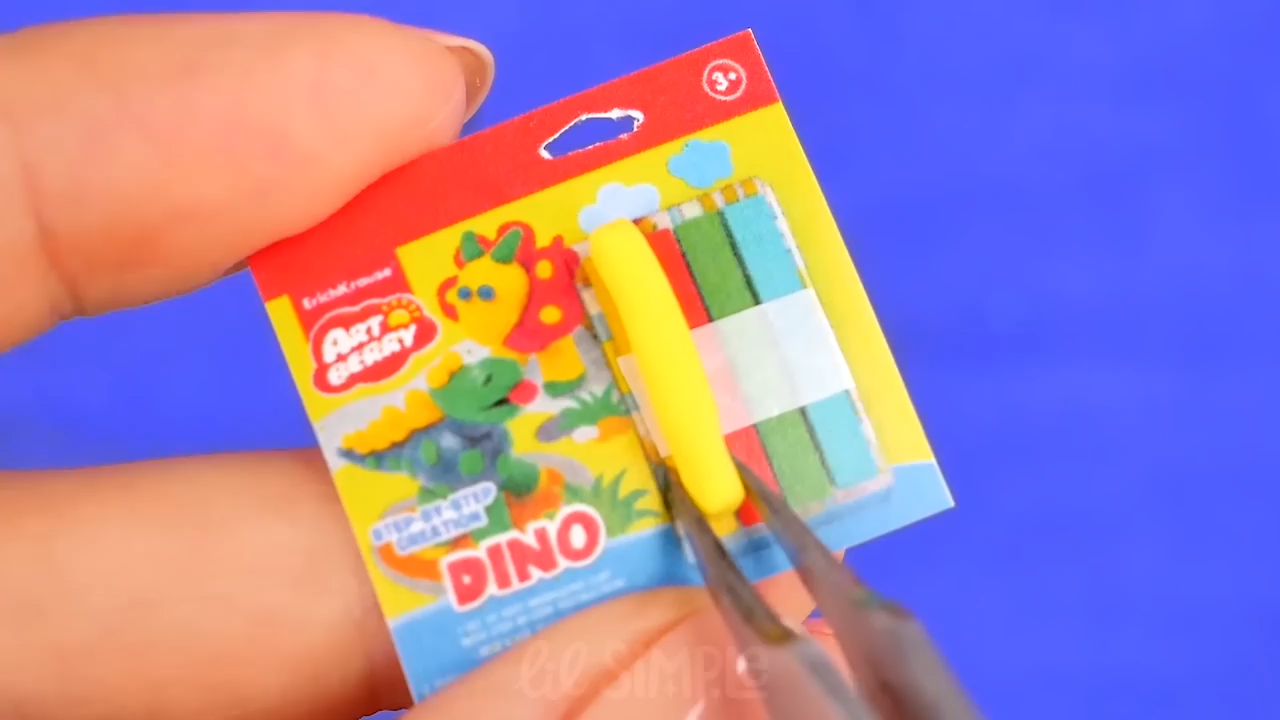 3+
ErichKrause
ART
BERRY
STEP-BY-STEP
CREATION
DINO
lil SIMPLE